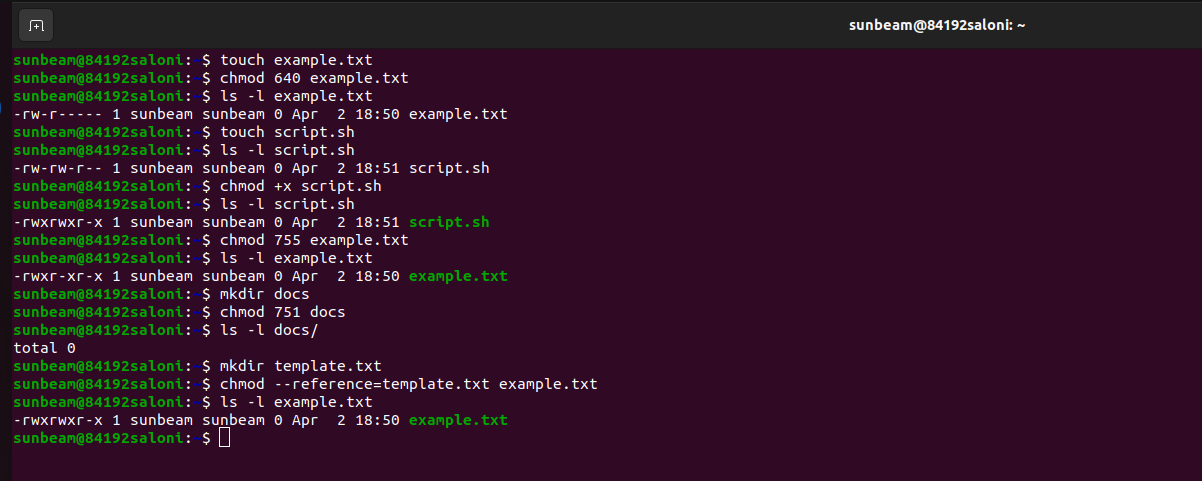 sunbeam@84192saloni: ~
sunbeam@84192saloni:~$ touch example.txt
sunbeam@84192saloni:~$ chmod 640 example.txt
sunbeam@84192saloni:~$ ls -l example.txt
-rw-r----- 1 sunbeam sunbeam 0 Apr  2 18:50 example.txt
sunbeam@84192saloni:~$ touch script.sh
sunbeam@84192saloni:~$ ls -l script.sh
-rw-rw-r-- 1 sunbeam sunbeam 0 Apr  2 18:51 script.sh
sunbeam@84192saloni:~$ chmod +x script.sh
sunbeam@84192saloni:~$ ls -l script.sh
-rwxrwxr-x 1 sunbeam sunbeam 0 Apr  2 18:51 script.sh
sunbeam@84192saloni:~$ chmod 755 example.txt
sunbeam@84192saloni:~$ ls -l example.txt
-rwxr-xr-x 1 sunbeam sunbeam 0 Apr  2 18:50 example.txt
sunbeam@84192saloni:~$ mkdir docs
sunbeam@84192saloni:~$ chmod 751 docs
sunbeam@84192saloni:~$ ls -l docs/
total 0
sunbeam@84192saloni:~$ mkdir template.txt
sunbeam@84192saloni:~$ chmod --reference=template.txt example.txt
sunbeam@84192saloni:~$ ls -l example.txt
-rwxrwxr-x 1 sunbeam sunbeam 0 Apr  2 18:50 example.txt
sunbeam@84192saloni:~$